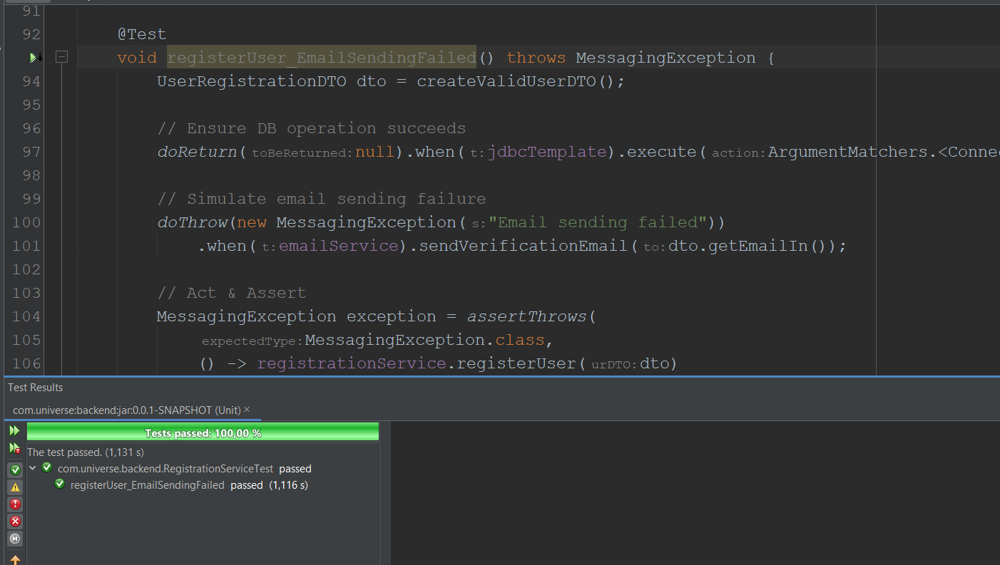 91
92 @Test
void registerUser_EmailSendingFailed() throws MessagingException {
94 UserRegistrationDTO dto = createValidUserDTO();
95
96 // Ensure DB operation succeeds
97 doReturn( toBeReturned: null).when( t: jdbcTemplate).execute( action: ArgumentMatchers.<Connec
98
99 // Simulate email sending failure
100 doThrow(new MessagingException( s: "Email sending failed"))
101 .when( t: emailService).sendVerificationEmail( to: dto.getEmailIn());
102
103 // Act & Assert
104 MessagingException exception = assertThrows(
105 expectedType: MessagingException.class,
106 () -> registrationService.registerUser( urDTO: dto)
Test Results
com.universe:backend:jar:0.0.1-SNAPSHOT (Unit) ×
Tests passed: 100,00 %
The test passed. (1,131 s)
com.universe.backend.RegistrationServiceTest passed
registerUser_EmailSendingFailed passed (1,116 s)